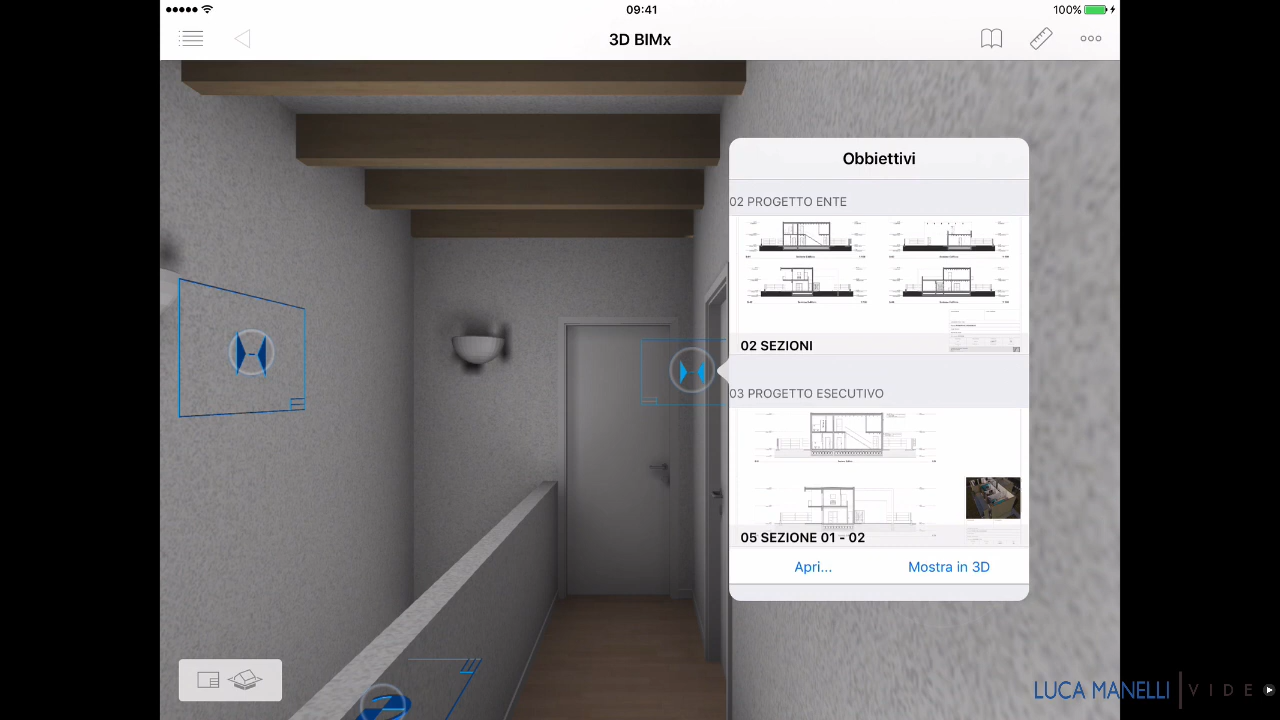 09:41
100%
3D BIMx
Obbiettivi
02 PROGETTO ENTE
02 SEZIONI
03 PROGETTO ESECUTIVO
05 SEZIONE 01 - 02
Apri...
Mostra in 3D
LUCA MANELLI VIDEO